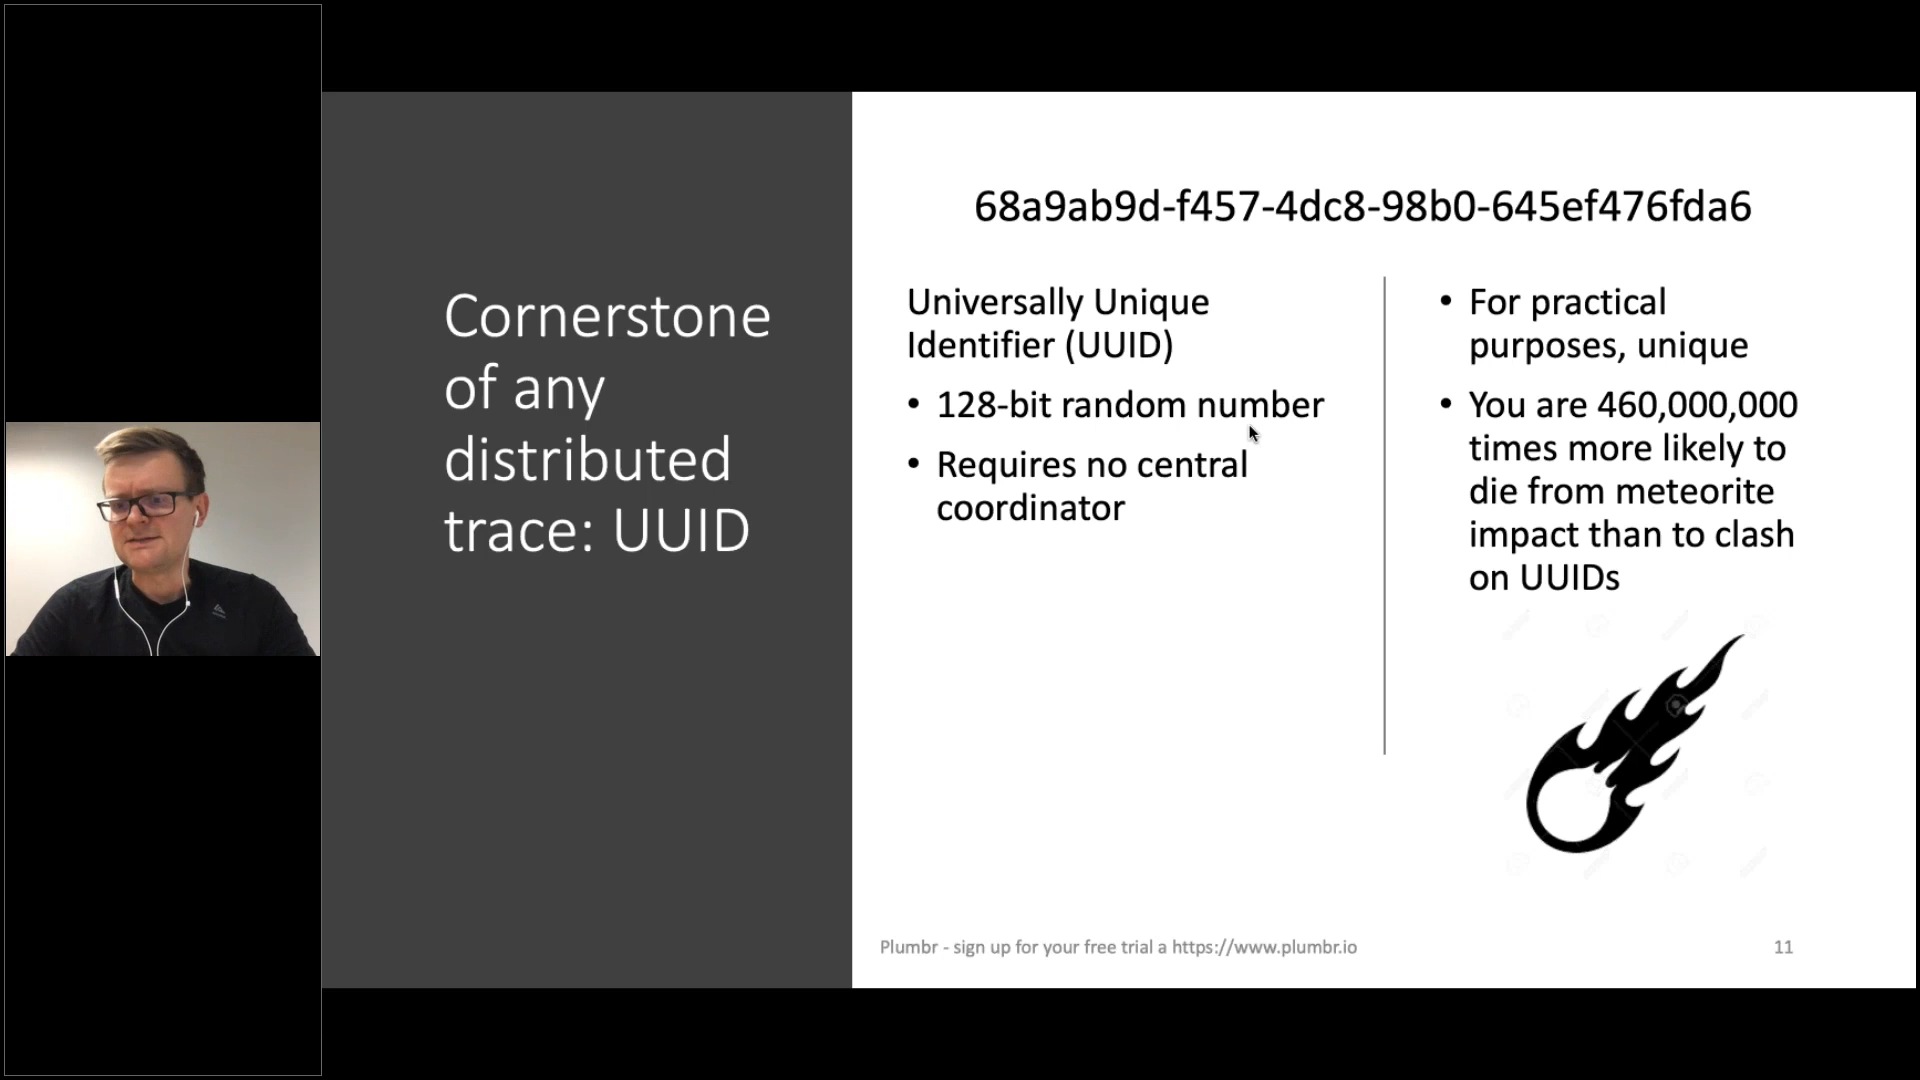 Cornerstone
of any
distributed
trace: UUID
68a9ab9d-f457-4dc8-98b0-645ef476fda6
Universally Unique
Identifier (UUID)
• 128-bit random number
• Requires no central
coordinator
• For practical
purposes, unique
• You are 460,000,000
times more likely to
die from meteorite
impact than to clash
on UUIDs
Plumbr - sign up for your free trial a https://www.plumbr.io
11